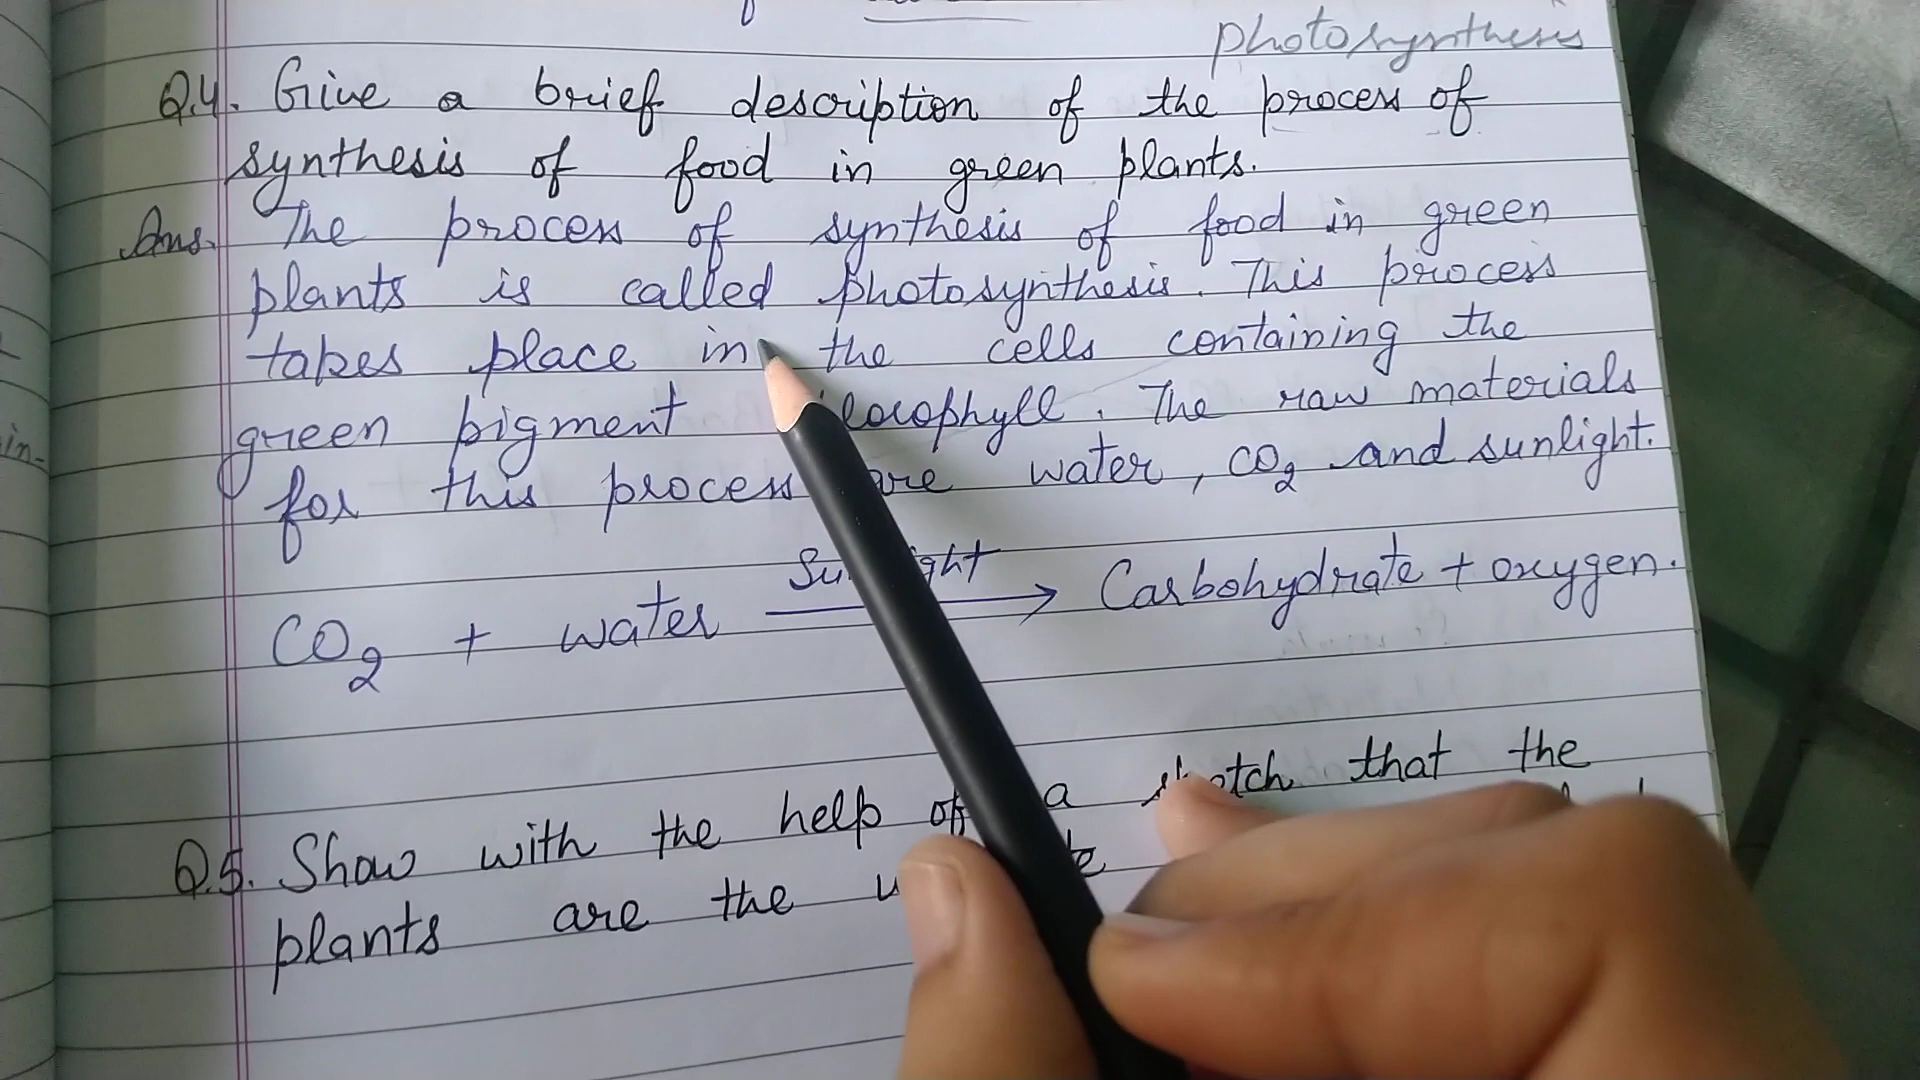 photosynthesis
Q.4. Give a brief description of the process of
synthesis of food in green plants.
Ans. The process of synthesis of food in green
plants is called photosynthesis. This process
takes place in the cells containing the
green pigment lorophyll. The raw materials
for this process are water, CO2 and sunlight.
Sunlight
CO2 + water → Carbohydrate + oxygen.
Q.5. Show with the help of a sketch that the
plants are the